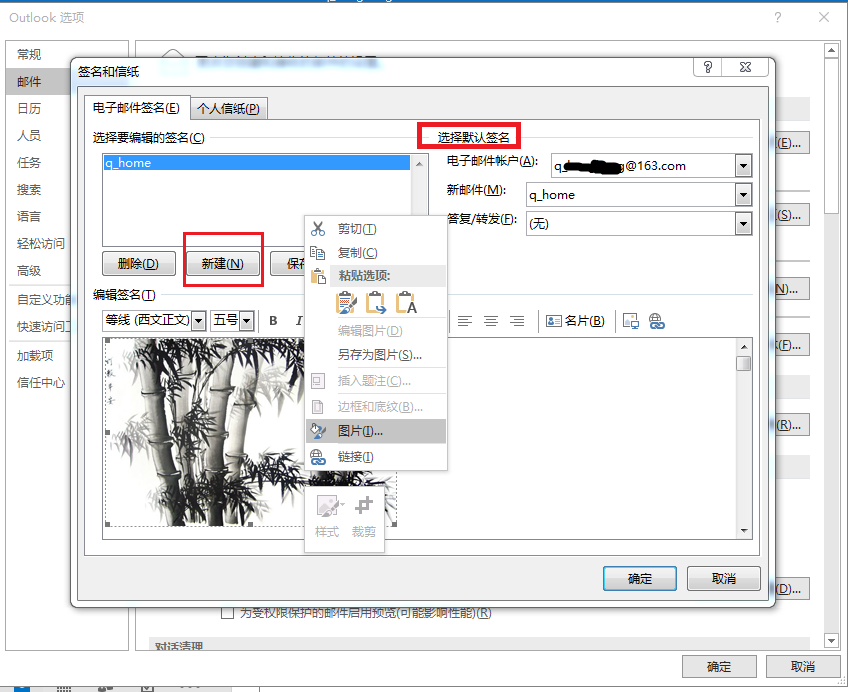 Outlook 选项
常规
邮件
日历
人员
任务
搜索
语言
轻松访问
高级
自定义功能
快速访问工
加载项
信任中心
签名和信纸
电子邮件签名(E) 个人信纸(P)
选择要编辑的签名(C)
q_home
删除(D) 新建(N) 保存
选择默认签名
电子邮件帐户(A): q_ g@163.com
新邮件(M): q_home
答复/转发(F): (无)
编辑签名(T)
等线 (西文正文) 五号 B I 名片(B)
剪切(T)
复制(C)
粘贴选项:
A
编辑图片(D)
另存为图片(S)...
插入题注(C)...
边框和底纹(B)...
图片(I)...
链接(I)
样式 裁剪
确定 取消
(E)...
(S)...
N)...
(F)...
(R)...
(D)...
为受权限保护的邮件启用预览(可能影响性能)(R)
对话清理
确定 取消